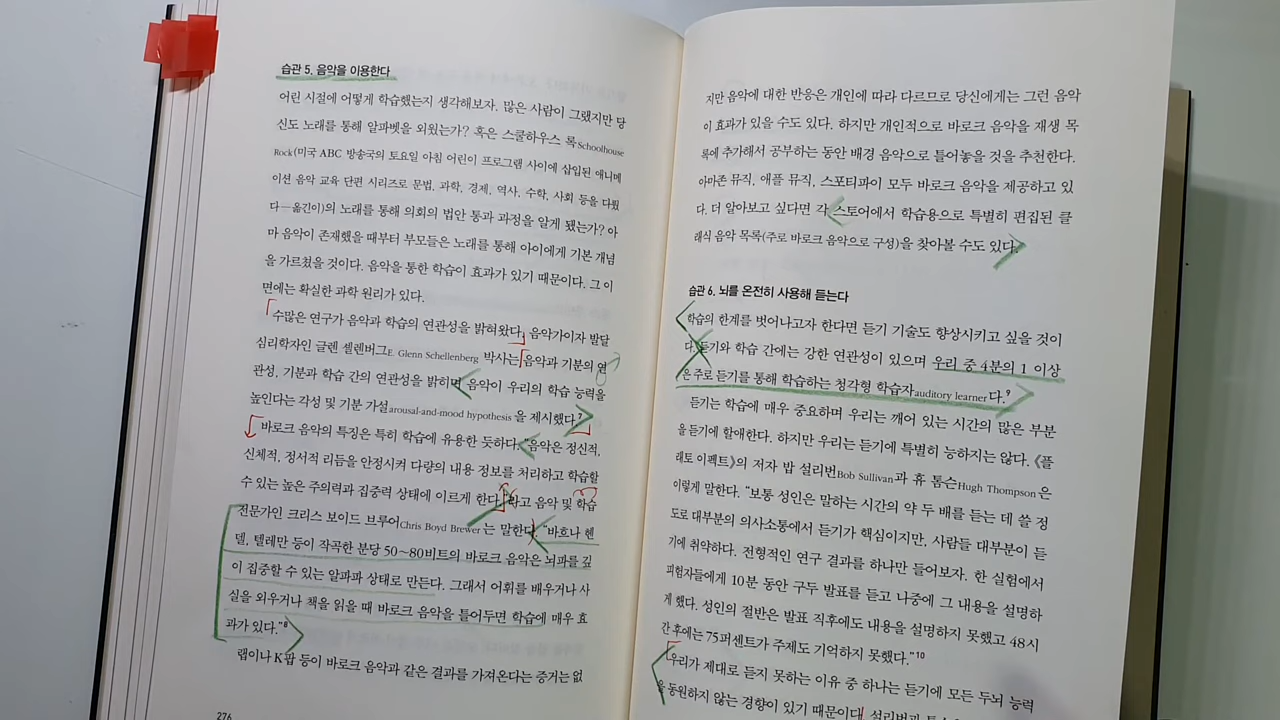 습관 5. 음악을 이용한다
어린 시절에 어떻게 학습했는지 생각해보자. 많은 사람이 그랬지만 당
신도 노래를 통해 알파벳을 외웠는가? 혹은 스쿨하우스 록Schoolhouse
Rock(미국 ABC 방송국의 토요일 아침 어린이 프로그램 사이에 삽입된 애니메
이션 음악 교육 단편 시리즈로 문법, 과학, 경제, 역사, 수학, 사회 등을 다뤘
다―옮긴이)의 노래를 통해 의회의 법안 통과 과정을 알게 됐는가? 아
마 음악이 존재했을 때부터 부모들은 노래를 통해 아이에게 기본 개념
을 가르쳤을 것이다. 음악을 통한 학습이 효과가 있기 때문이다. 그 이
면에는 확실한 과학 원리가 있다.
수많은 연구가 음악과 학습의 연관성을 밝혀왔다. 음악가이자 발달
심리학자인 글렌 셸렌버그E. Glenn Schellenberg 박사는 음악과 기분의 연
관성, 기분과 학습 간의 연관성을 밝히며 음악이 우리의 학습 능력을
높인다는 각성 및 기분 가설arousal-and-mood hypothesis을 제시했다.7
바로크 음악의 특징은 특히 학습에 유용한 듯하다. "음악은 정신적,
신체적, 정서적 리듬을 안정시켜 다량의 내용 정보를 처리하고 학습할
수 있는 높은 주의력과 집중력 상태에 이르게 한다."라고 음악 및 학습
전문가인 크리스 보이드 브루어Chris Boyd Brewer는 말한다. "바흐나 헨
델, 텔레만 등이 작곡한 분당 50~80비트의 바로크 음악은 뇌파를 깊
이 집중할 수 있는 알파파 상태로 만든다. 그래서 어휘를 배우거나 사
실을 외우거나 책을 읽을 때 바로크 음악을 틀어두면 학습에 매우 효
과가 있다."8
랩이나 K팝 등이 바로크 음악과 같은 결과를 가져온다는 증거는 없
276
지만 음악에 대한 반응은 개인에 따라 다르므로 당신에게는 그런 음악
이 효과가 있을 수도 있다. 하지만 개인적으로 바로크 음악을 재생 목
록에 추가해서 공부하는 동안 배경 음악으로 틀어놓을 것을 추천한다.
아마존 뮤직, 애플 뮤직, 스포티파이 모두 바로크 음악을 제공하고 있
다. 더 알아보고 싶다면 각 스토어에서 학습용으로 특별히 편집된 클
래식 음악 목록(주로 바로크 음악으로 구성)을 찾아볼 수도 있다.
습관 6. 뇌를 온전히 사용해 듣는다
학습의 한계를 벗어나고자 한다면 듣기 기술도 향상시키고 싶을 것이
다. 듣기와 학습 간에는 강한 연관성이 있으며 우리 중 4분의 1 이상
은 주로 듣기를 통해 학습하는 청각형 학습자auditory learner다.9
듣기는 학습에 매우 중요하며 우리는 깨어 있는 시간의 많은 부분
을 듣기에 할애한다. 하지만 우리는 듣기에 특별히 능하지는 않다. 《플
래토 이펙트》의 저자 밥 설리번Bob Sullivan과 휴 톰슨Hugh Thompson은
이렇게 말한다. "보통 성인은 말하는 시간의 약 두 배를 듣는 데 쓸 정
도로 대부분의 의사소통에서 듣기가 핵심이지만, 사람들 대부분이 듣
기에 취약하다. 전형적인 연구 결과를 하나만 들어보자. 한 실험에서
피험자들에게 10분 동안 구두 발표를 듣고 나중에 그 내용을 설명하
게 했다. 성인의 절반은 발표 직후에도 내용을 설명하지 못했고 48시
간 후에는 75퍼센트가 주제도 기억하지 못했다."10
우리가 제대로 듣지 못하는 이유 중 하나는 듣기에 모든 두뇌 능력
을 동원하지 않는 경향이 있기 때문이다. 설리번과